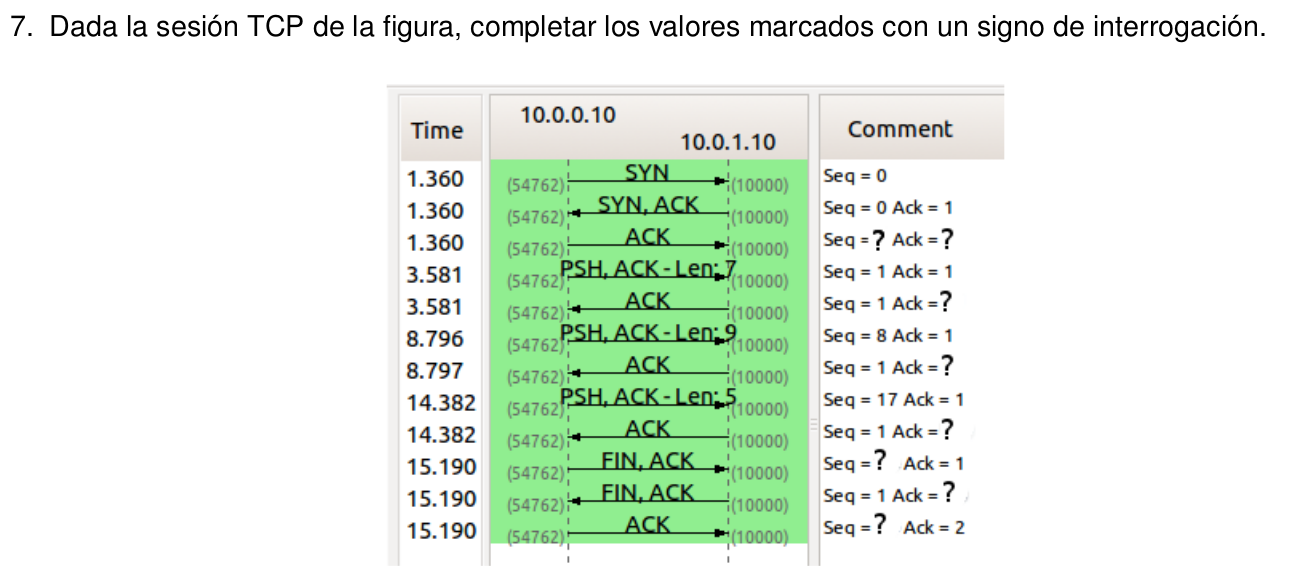 7. Dada la sesión TCP de la figura, completar los valores marcados con un signo de interrogación.
Time 10.0.0.10 10.0.1.10 Comment
1.360 (54762) SYN (10000) Seq = 0
1.360 (54762) SYN, ACK (10000) Seq = 0 Ack = 1
1.360 (54762) ACK (10000) Seq = ? Ack = ?
3.581 (54762) PSH, ACK - Len: 7 (10000) Seq = 1 Ack = 1
3.581 (54762) ACK (10000) Seq = 1 Ack = ?
8.796 (54762) PSH, ACK - Len: 9 (10000) Seq = 8 Ack = 1
8.797 (54762) ACK (10000) Seq = 1 Ack = ?
14.382 (54762) PSH, ACK - Len: 5 (10000) Seq = 17 Ack = 1
14.382 (54762) ACK (10000) Seq = 1 Ack = ?
15.190 (54762) FIN, ACK (10000) Seq = ? Ack = 1
15.190 (54762) FIN, ACK (10000) Seq = 1 Ack = ?
15.190 (54762) ACK (10000) Seq = ? Ack = 2